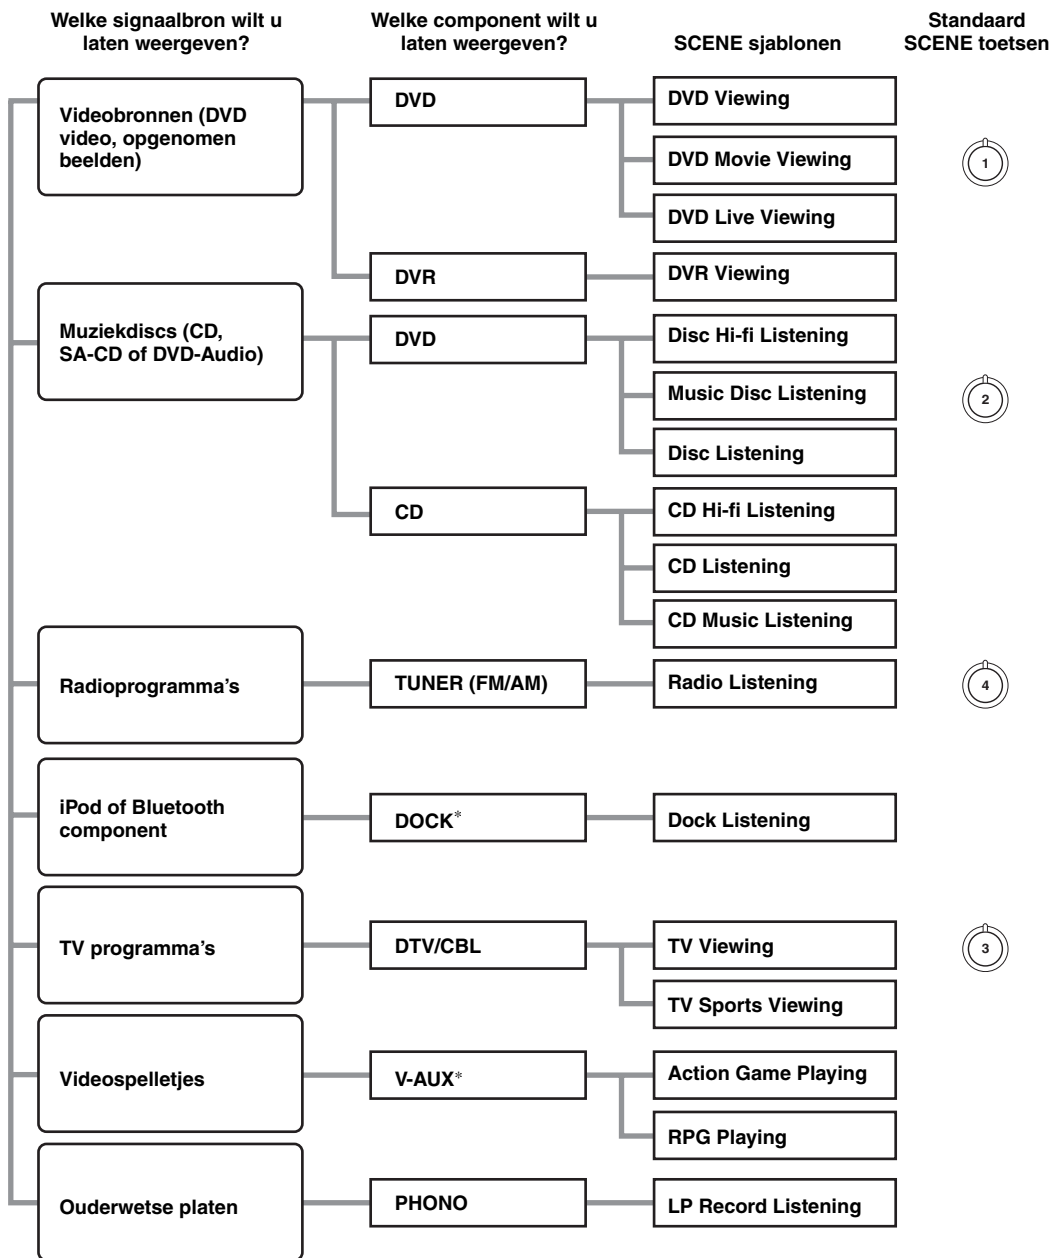 Welke signaalbron wilt u
laten weergeven?
Welke component wilt u
laten weergeven?
SCENE sjablonen
Standaard
SCENE toetsen
Videobronnen (DVD
video, opgenomen
beelden)
DVD
DVD Viewing
DVD Movie Viewing
1
DVD Live Viewing
DVR
DVR Viewing
Muziekdiscs (CD,
SA-CD of DVD-Audio)
DVD
Disc Hi-fi Listening
Music Disc Listening
2
Disc Listening
CD
CD Hi-fi Listening
CD Listening
CD Music Listening
Radioprogramma’s
TUNER (FM/AM)
Radio Listening
4
iPod of Bluetooth
component
DOCK*
Dock Listening
TV programma’s
DTV/CBL
TV Viewing
3
TV Sports Viewing
Videospelletjes
V-AUX*
Action Game Playing
RPG Playing
Ouderwetse platen
PHONO
LP Record Listening